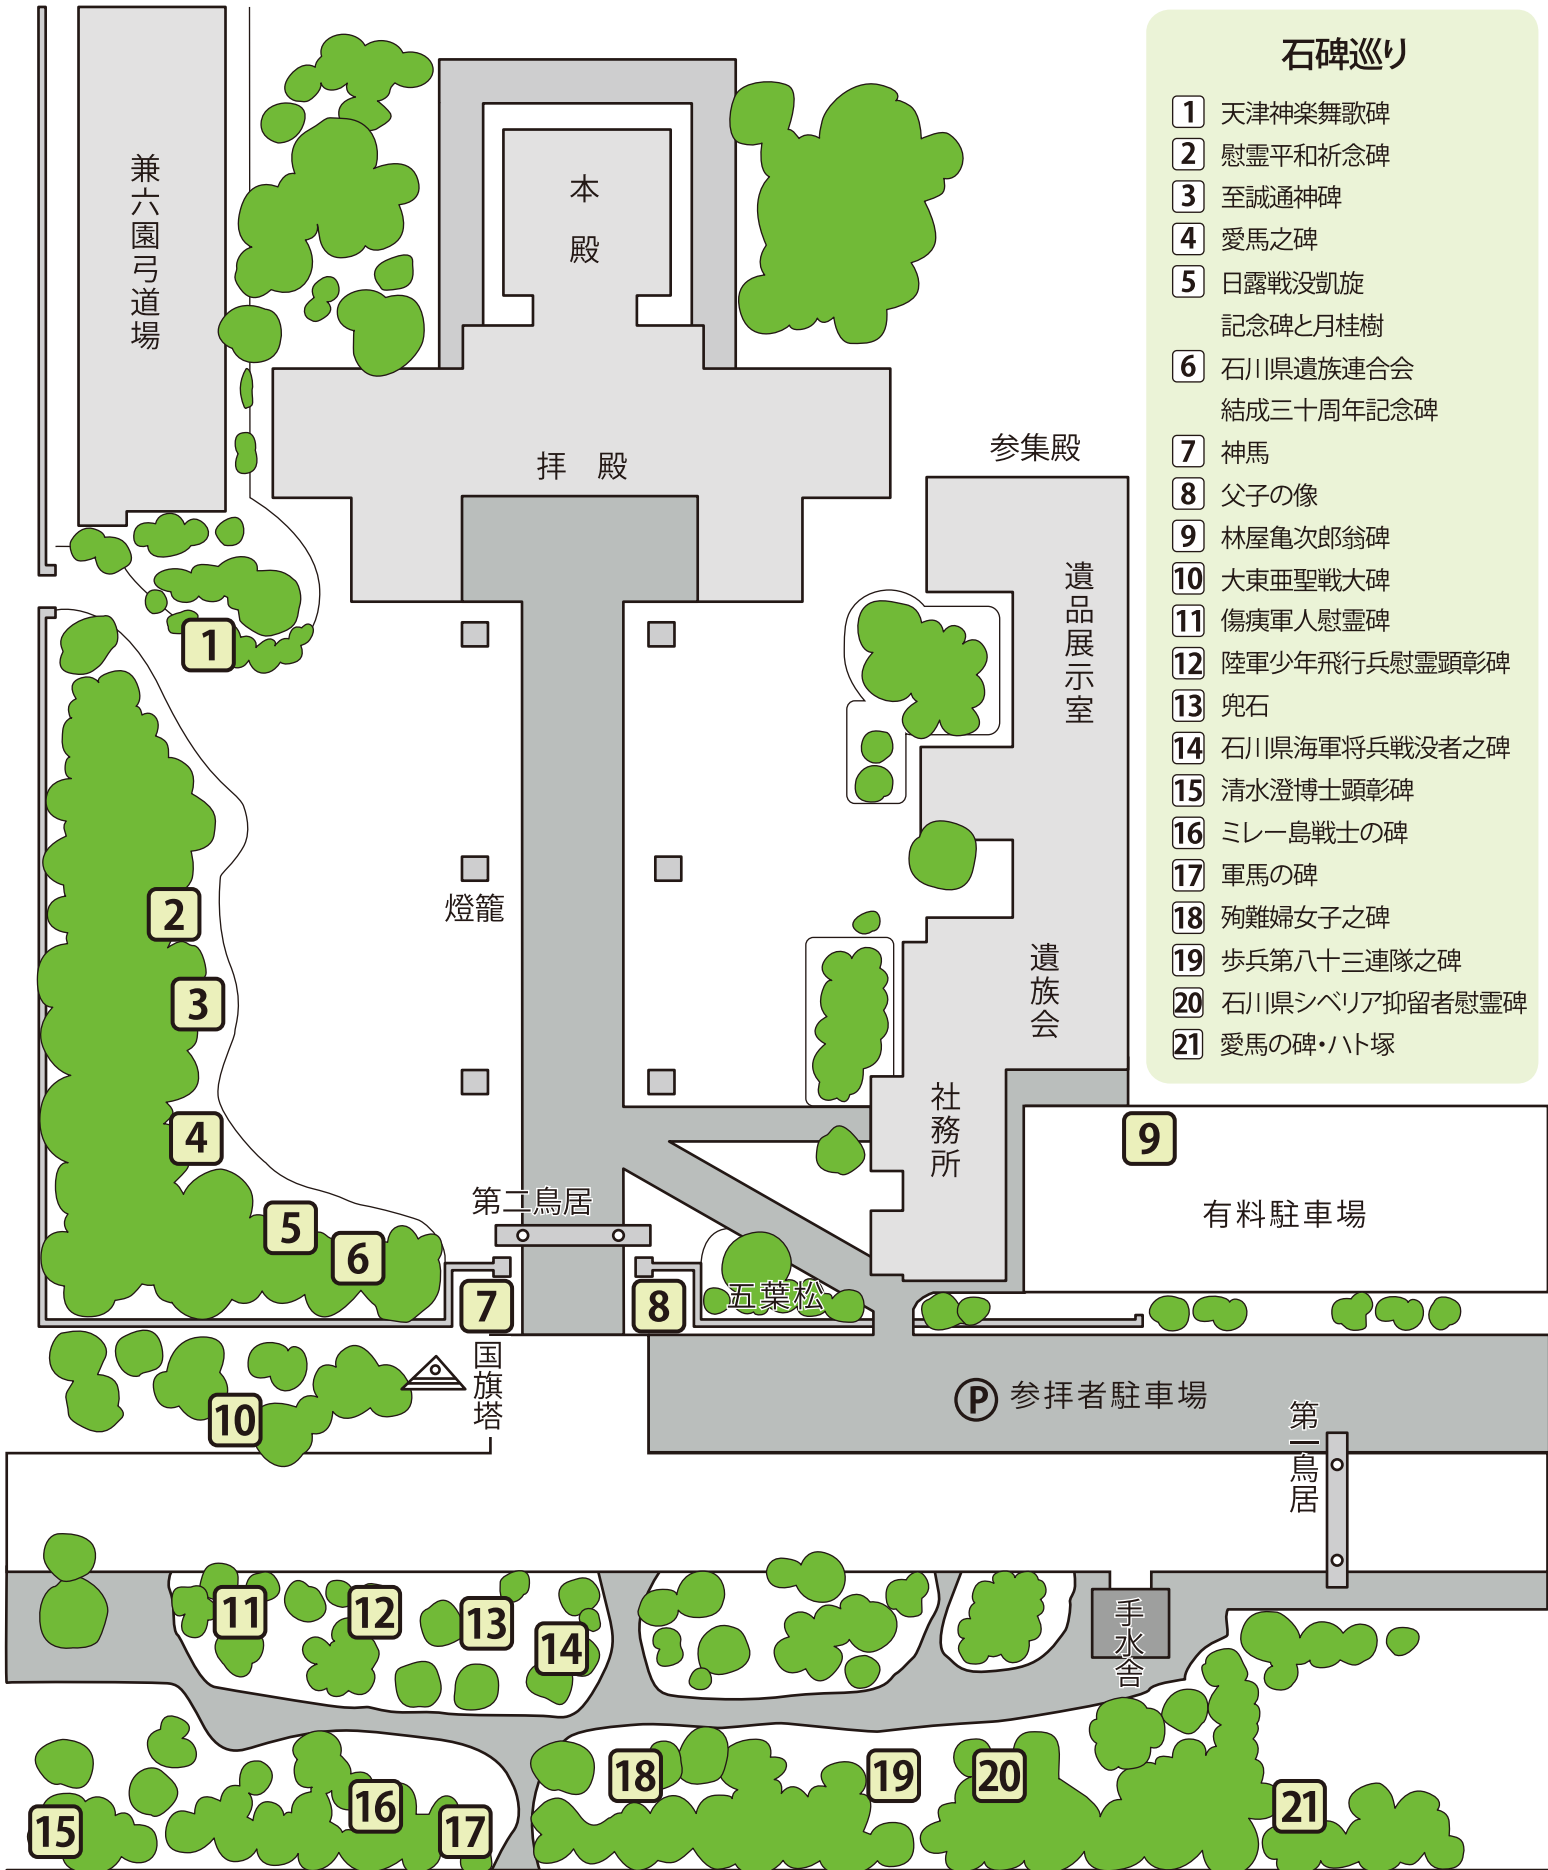 石碑巡り
1 天津神楽舞歌碑
2 慰霊平和祈念碑
3 至誠通神碑
4 愛馬之碑
5 日露戦没凱旋
記念碑と月桂樹
6 石川県遺族連合会
結成三十周年記念碑
7 神馬
8 父子の像
9 林屋亀次郎翁碑
10 大東亜聖戦大碑
11 傷痍軍人慰霊碑
12 陸軍少年飛行兵慰霊顕彰碑
13 兜石
14 石川県海軍将兵戦没者之碑
15 清水澄博士顕彰碑
16 ミレー島戦士の碑
17 軍馬の碑
18 殉難婦女子之碑
19 歩兵第八十三連隊之碑
20 石川県シベリア抑留者慰霊碑
21 愛馬の碑・ハト塚
兼六園弓道場
本殿
拝 殿
参集殿
遺品展示室
1
燈籠
2
3
遺族会
社務所
4
9
有料駐車場
第二鳥居
5
6
7
8
五葉松
国旗塔
10
P 参拝者駐車場
第一鳥居
11
12
13
14
手水舎
15
16
17
18
19
20
21